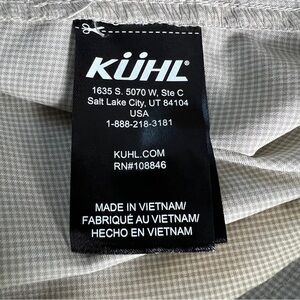 KÜHL®
1635 S. 5070 W, Ste C
Salt Lake City, UT 84104
USA
1-888-218-3181
KUHL.COM
RN#108846
MADE IN VIETNAM/
FABRIQUÉ AU VIETNAM/
HECHO EN VIETNAM